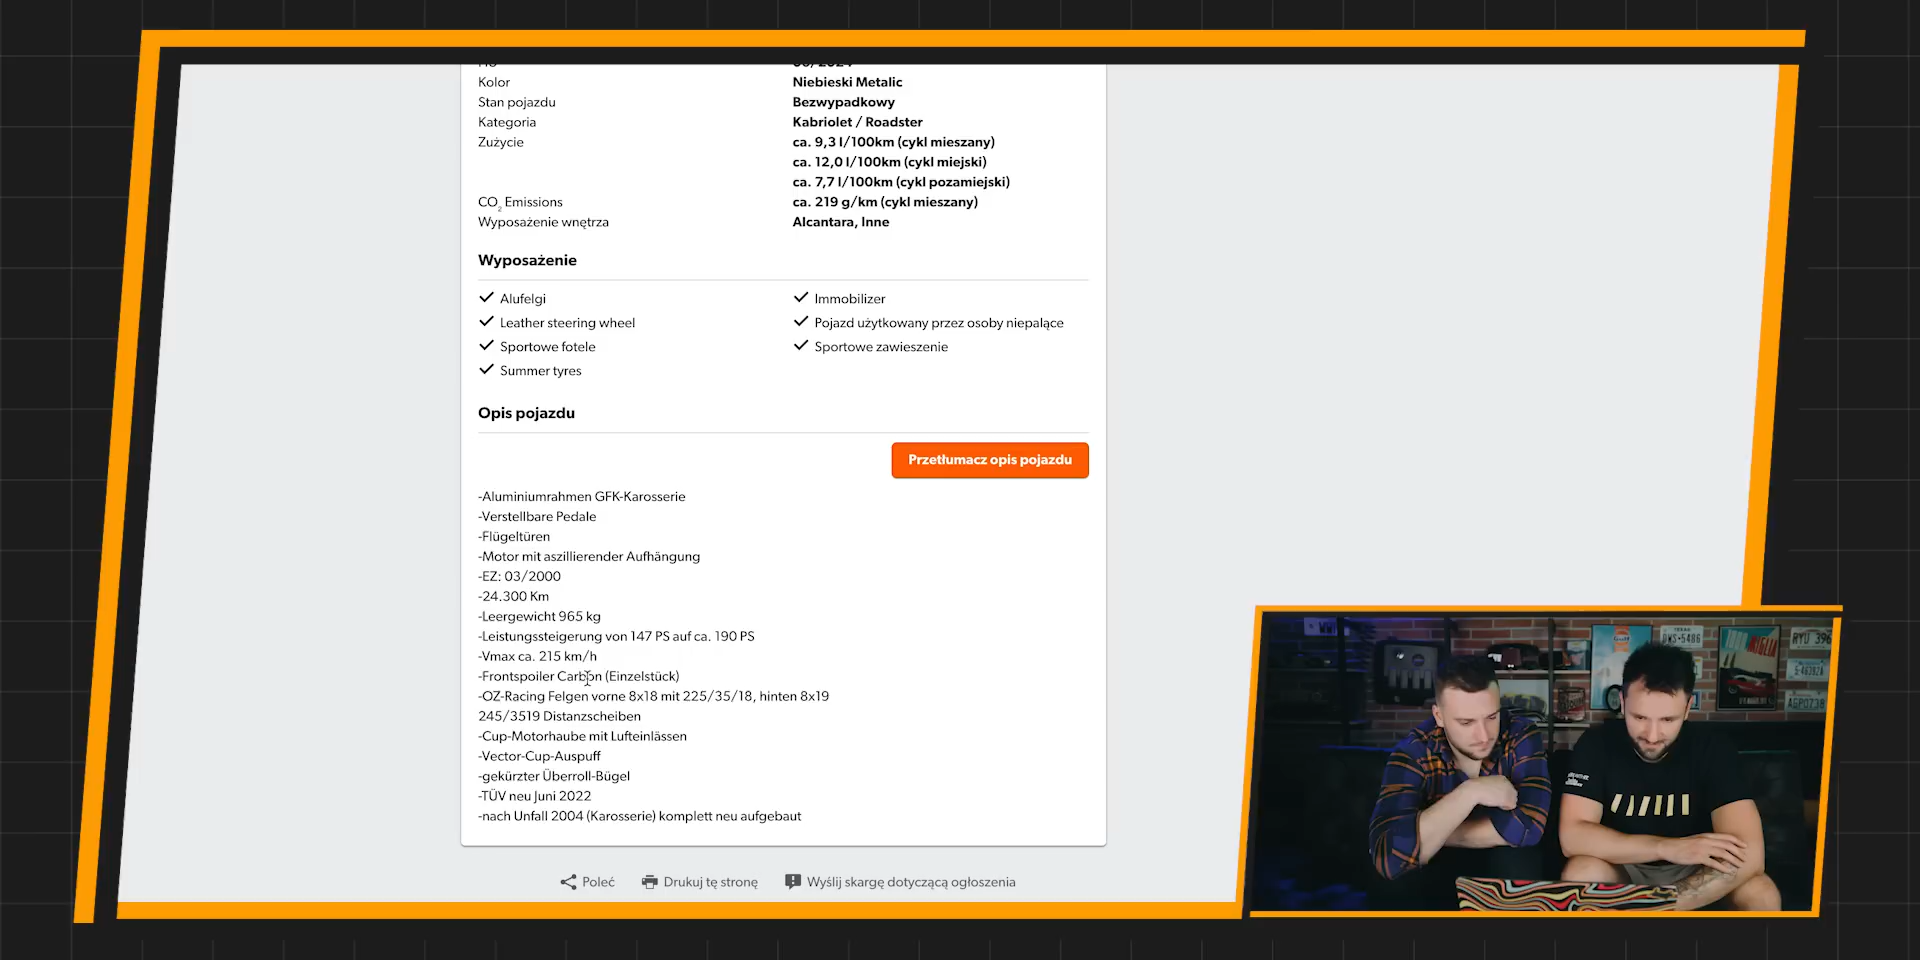 Kolor Niebieski Metalic
Stan pojazdu Bezwypadkowy
Kategoria Kabriolet / Roadster
Zużycie ca. 9,3 l/100km (cykl mieszany)
ca. 12,0 l/100km (cykl miejski)
ca. 7,7 l/100km (cykl pozamiejski)
CO2 Emissions ca. 219 g/km (cykl mieszany)
Wyposażenie wnętrza Alcantara, Inne
Wyposażenie
Alufelgi Immobilizer
Leather steering wheel Pojazd użytkowany przez osoby niepalące
Sportowe fotele Sportowe zawieszenie
Summer tyres
Opis pojazdu
Przetłumacz opis pojazdu
-Aluminiumrahmen GFK-Karosserie
-Verstellbare Pedale
-Flügeltüren
-Motor mit aszillierender Aufhängung
-EZ: 03/2000
-24.300 Km
-Leergewicht 965 kg
-Leistungssteigerung von 147 PS auf ca. 190 PS
-Vmax ca. 215 km/h
-Frontspoiler Carbon (Einzelstück)
-OZ-Racing Felgen vorne 8x18 mit 225/35/18, hinten 8x19
245/3519 Distanzscheiben
-Cup-Motorhaube mit Lufteinlässen
-Vector-Cup-Auspuff
-gekürzter Überroll-Bügel
-TÜV neu Juni 2022
-nach Unfall 2004 (Karosserie) komplett neu aufgebaut
Poleć Drukuj tę stronę Wyślij skargę dotyczącą ogłoszenia
TEXAS
RYU 396